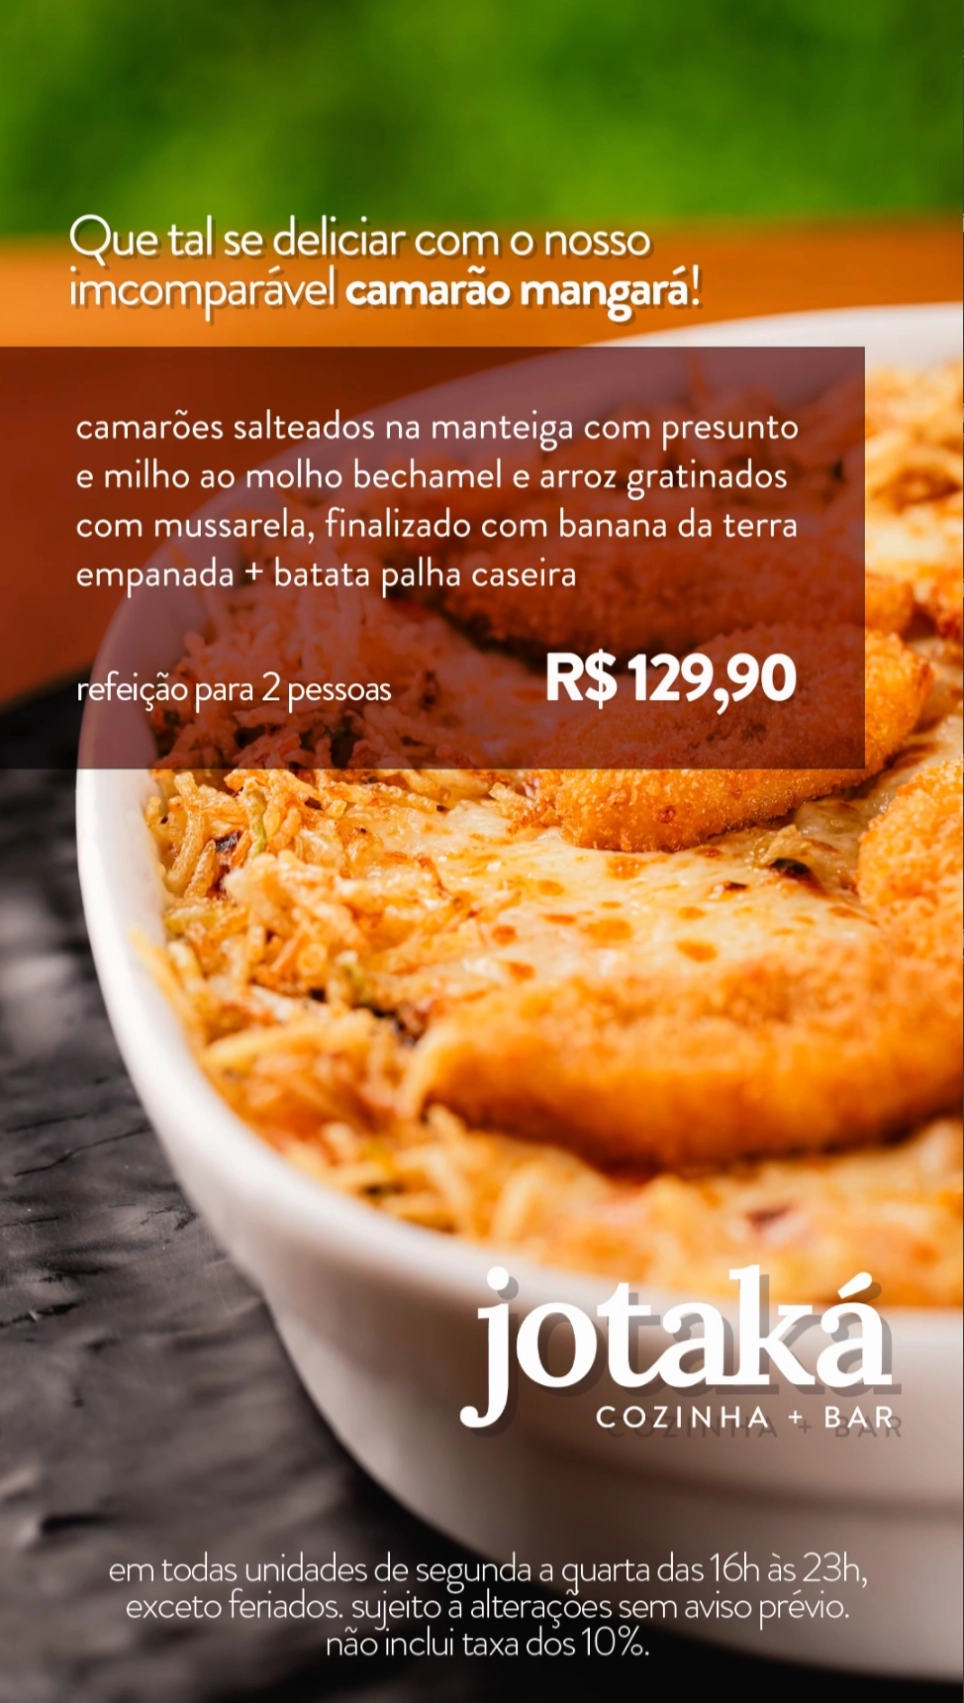 Que tal se deliciar com o nosso
imcomparável camarão mangará!
camarões salteados na manteiga com presunto
e milho ao molho bechamel e arroz gratinados
com mussarela, finalizado com banana da terra
empanada + batata palha caseira
refeição para 2 pessoas
R$ 129,90
jotaká
COZINHA + BAR
em todas unidades de segunda a quarta das 16h às 23h,
exceto feriados. sujeito a alterações sem aviso prévio.
não inclui taxa dos 10%.